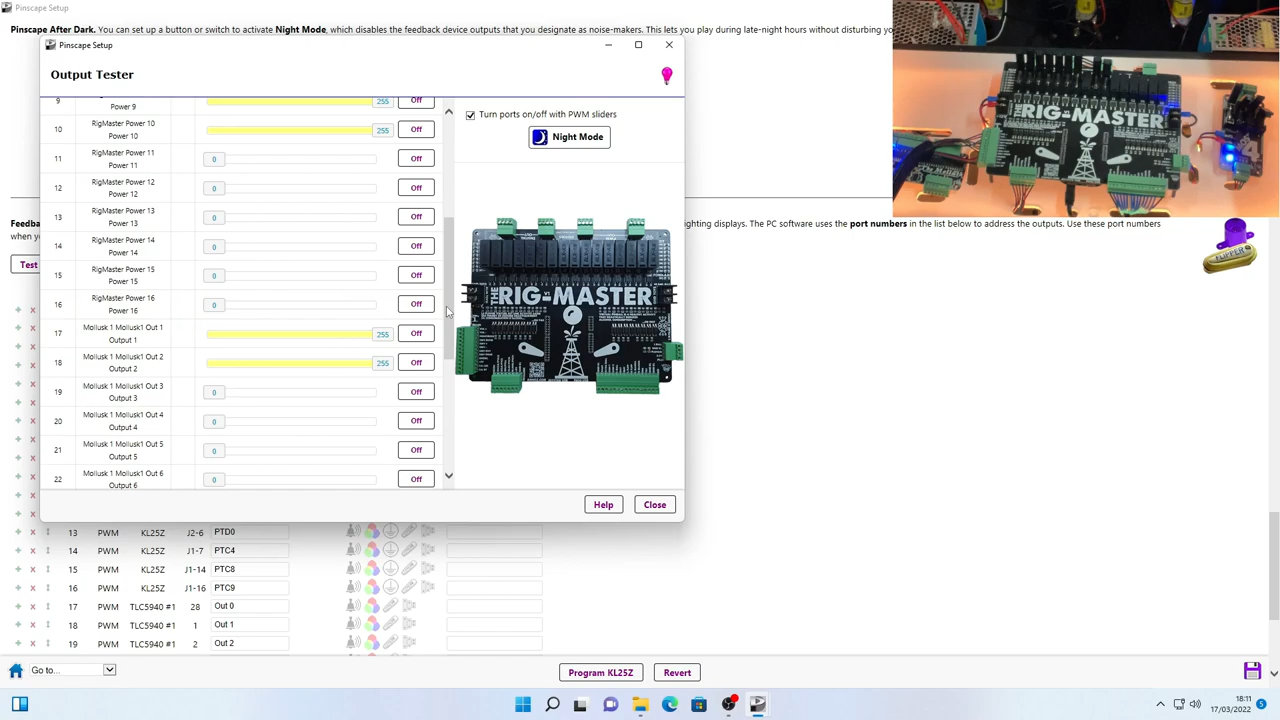 Pinscape Setup
Pinscape After Dark. You can set up a button or switch to activate Night Mode, which disables the feedback device outputs that you designate as noise-makers. This lets you play during late-night hours without disturbing yo
Pinscape Setup
Output Tester
9
Power 9
255
Off
10
RigMaster Power 10
Power 10
255
Off
11
RigMaster Power 11
Power 11
0
Off
12
RigMaster Power 12
Power 12
0
Off
13
RigMaster Power 13
Power 13
0
Off
14
RigMaster Power 14
Power 14
0
Off
15
RigMaster Power 15
Power 15
0
Off
16
RigMaster Power 16
Power 16
0
Off
17
Mollusk 1 Mollusk 1 Out 1
Output 1
255
Off
18
Mollusk 1 Mollusk 1 Out 2
Output 2
255
Off
19
Mollusk 1 Mollusk1 Out 3
Output 3
0
Off
20
Mollusk 1 Mollusk1 Out 4
Output 4
0
Off
21
Mollusk 1 Mollusk1 Out 5
Output 5
0
Off
22
Mollusk 1 Mollusk1 Out 6
Output 6
0
Off
Turn ports on/off with PWM sliders
Night Mode
THE RIG-MASTER
Help
Close
THE RIG-MASTER
Feedba
ighting displays. The PC software uses the port numbers in the list below to address the outputs. Use these port numbers
when yo
Test
FLIPPER
13 PWM KL25Z J2-6 PTD0
14 PWM KL25Z J1-7 PTC4
15 PWM KL25Z J1-14 PTC8
16 PWM KL25Z J1-16 PTC9
17 PWM TLC5940 #1 28 Out 0
18 PWM TLC5940 #1 1 Out 1
19 PWM TLC5940 #1 2 Out 2
Go to...
Program KL25Z
Revert
18:11
17/03/2022
5